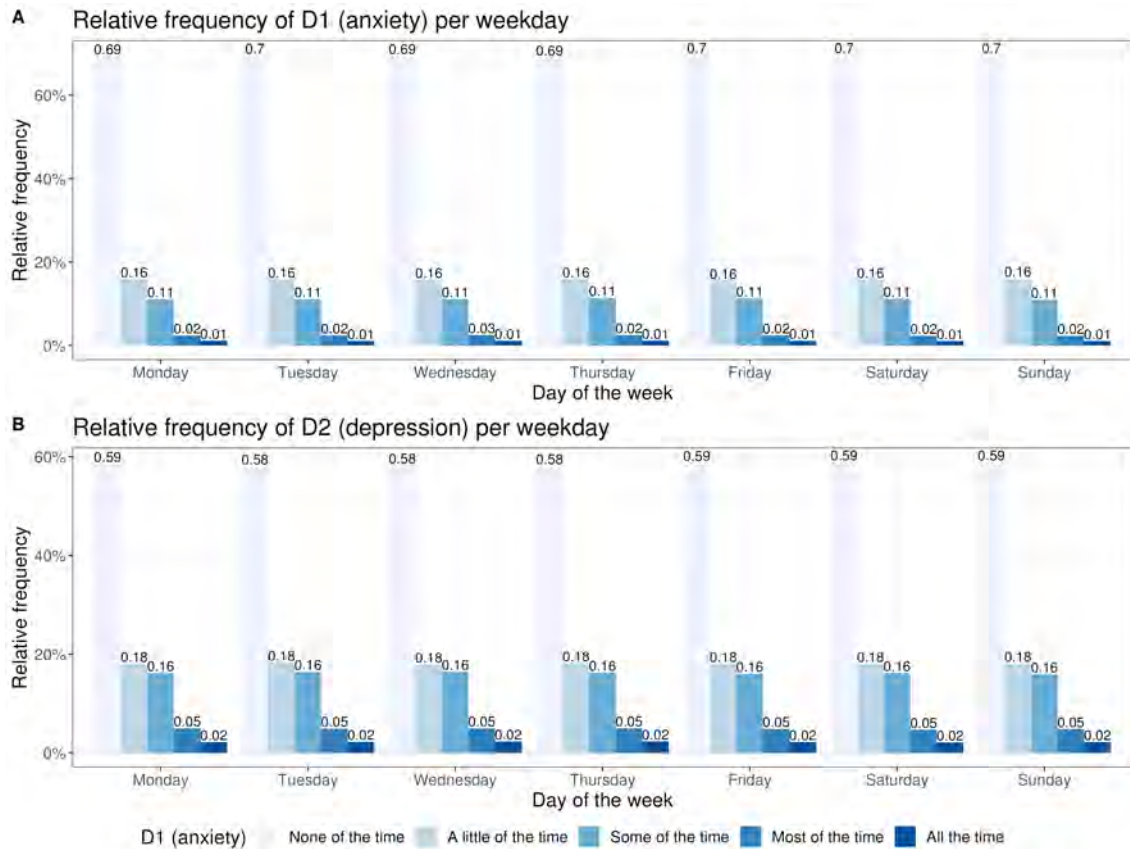 A Relative frequency of D1 (anxiety) per weekday
0.69 0.7 0.69 0.69 0.7 0.7 0.7
60%
40%
20%
0.16 0.11 0.02 0.01 0.16 0.11 0.02 0.01 0.16 0.11 0.03 0.01 0.16 0.11 0.02 0.01 0.16 0.11 0.02 0.01 0.16 0.11 0.02 0.01 0.16 0.11 0.02 0.01
0%
Relative frequency
Monday Tuesday Wednesday Thursday Friday Saturday Sunday
Day of the week
B Relative frequency of D2 (depression) per weekday
60%
0.59 0.58 0.58 0.58 0.59 0.59 0.59
40%
20%
0.18 0.16 0.05 0.02 0.18 0.16 0.05 0.02 0.18 0.16 0.05 0.02 0.18 0.16 0.05 0.02 0.18 0.16 0.05 0.02 0.18 0.16 0.05 0.02 0.18 0.16 0.05 0.02
0%
Relative frequency
Monday Tuesday Wednesday Thursday Friday Saturday Sunday
Day of the week
D1 (anxiety) None of the time A little of the time Some of the time Most of the time All the time